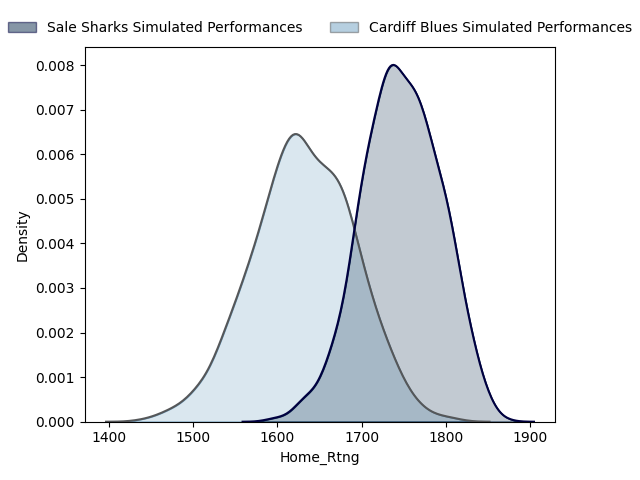 Sale Sharks Simulated Performances
Cardiff Blues Simulated Performances
0.008
0.007
0.006
0.005
0.004
0.003
0.002
0.001
0.000
Density
1400 1500 1600 1700 1800 1900
Home_Rtng